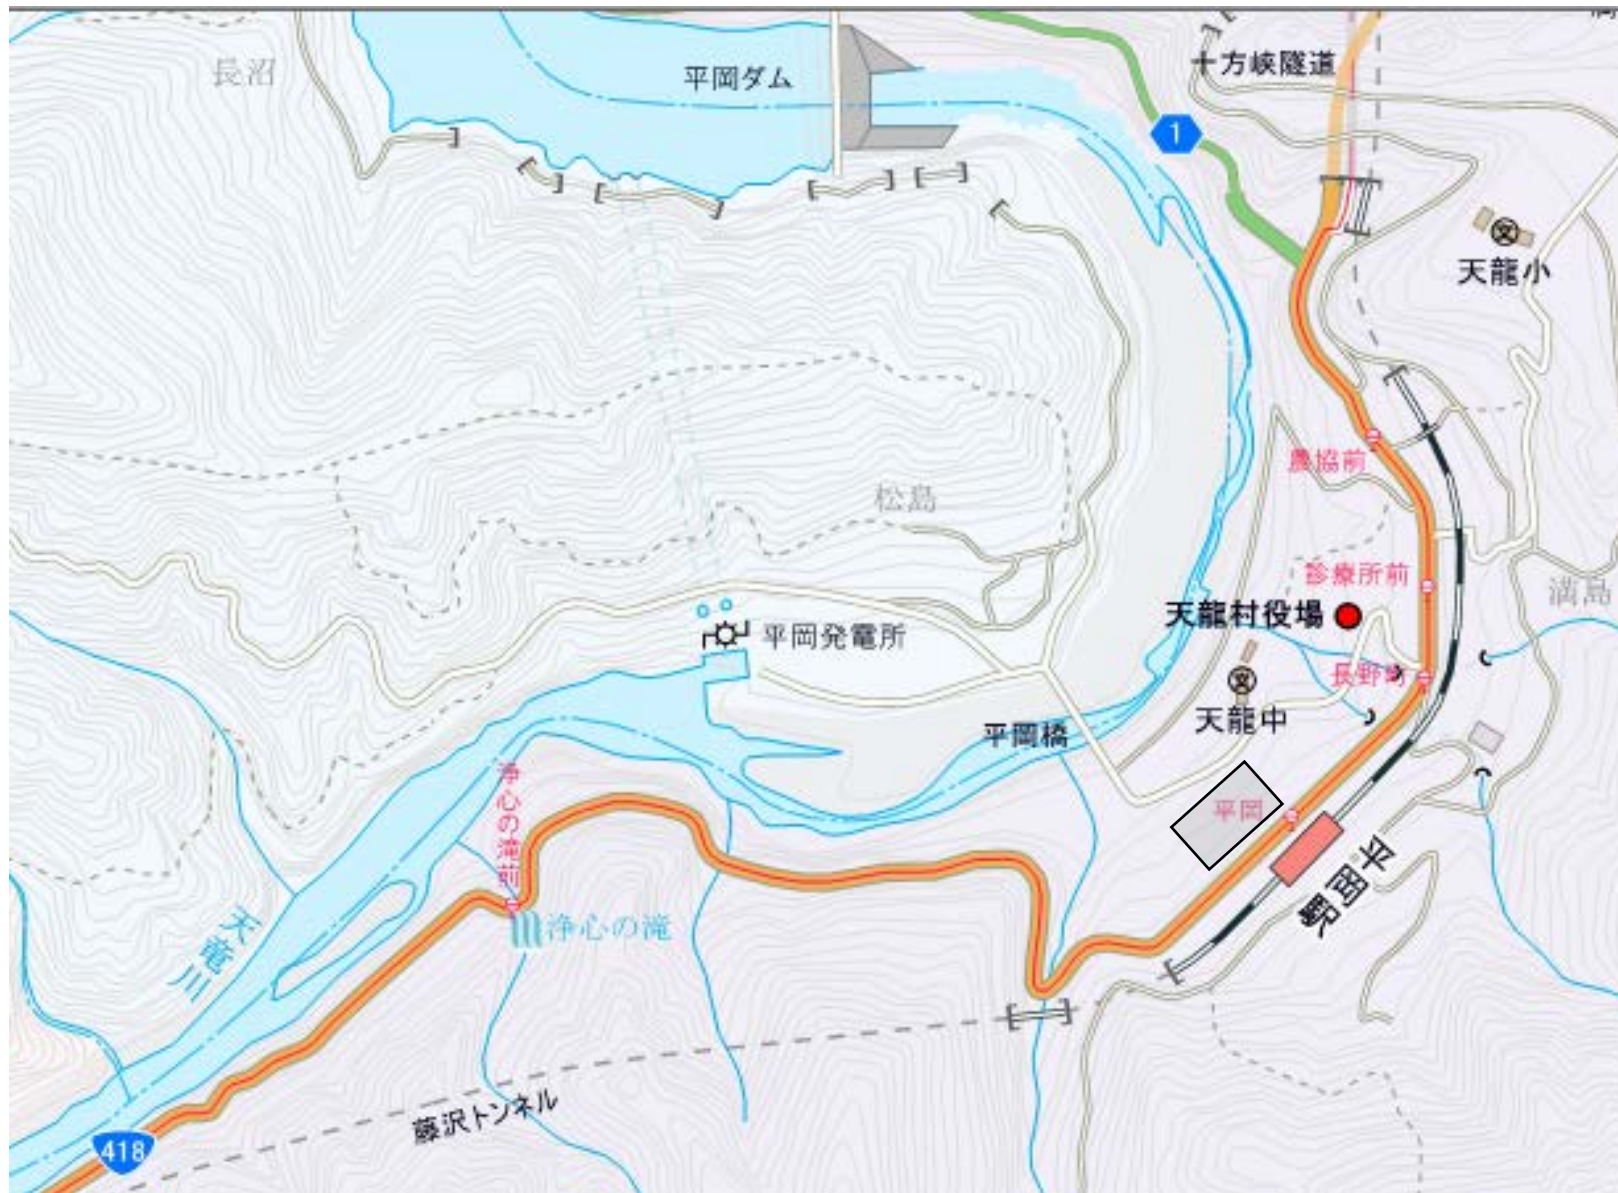 長沼
平岡ダム
十方峡隧道
1
天龍小
農協前
松島
診療所前
満島
天龍村役場
平岡発電所
長野町
天龍中
平岡橋
浄心の滝前
平岡
平岡駅
浄心の滝
天竜川
藤沢トンネル
418